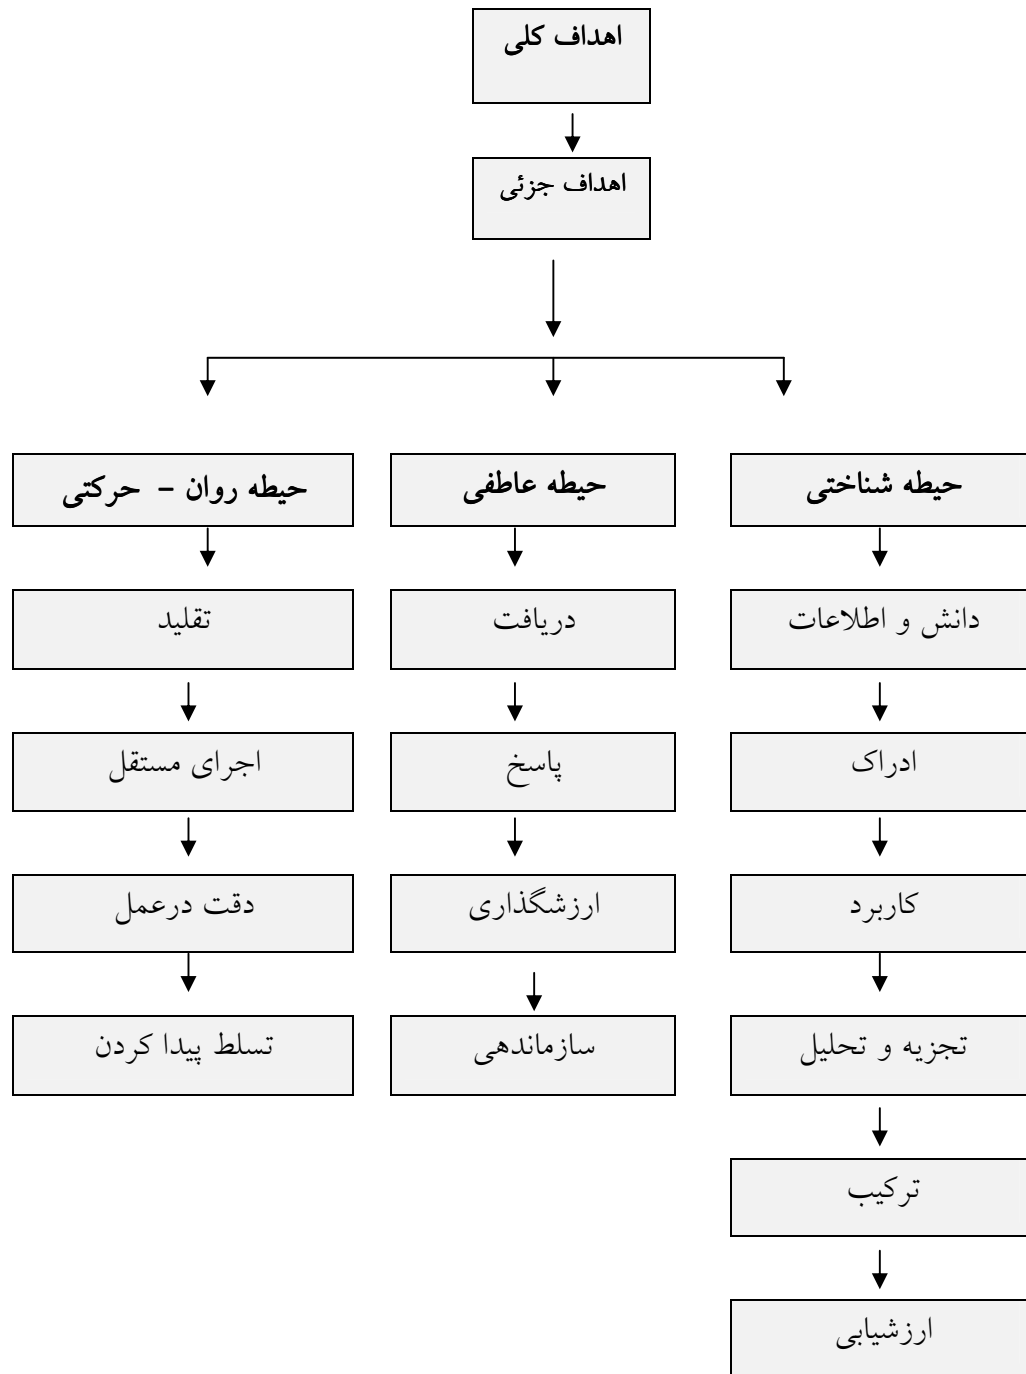 اهداف کلی
اهداف جزئی
حیطه شناختی
حیطه عاطفی
حیطه روان – حرکتی
دانش و اطلاعات
دریافت
تقلید
ادراک
پاسخ
اجرای مستقل
کاربرد
ارزشگذاری
دقت درعمل
تجزیه و تحلیل
سازماندهی
تسلط پیدا کردن
ترکیب
ارزشیابی